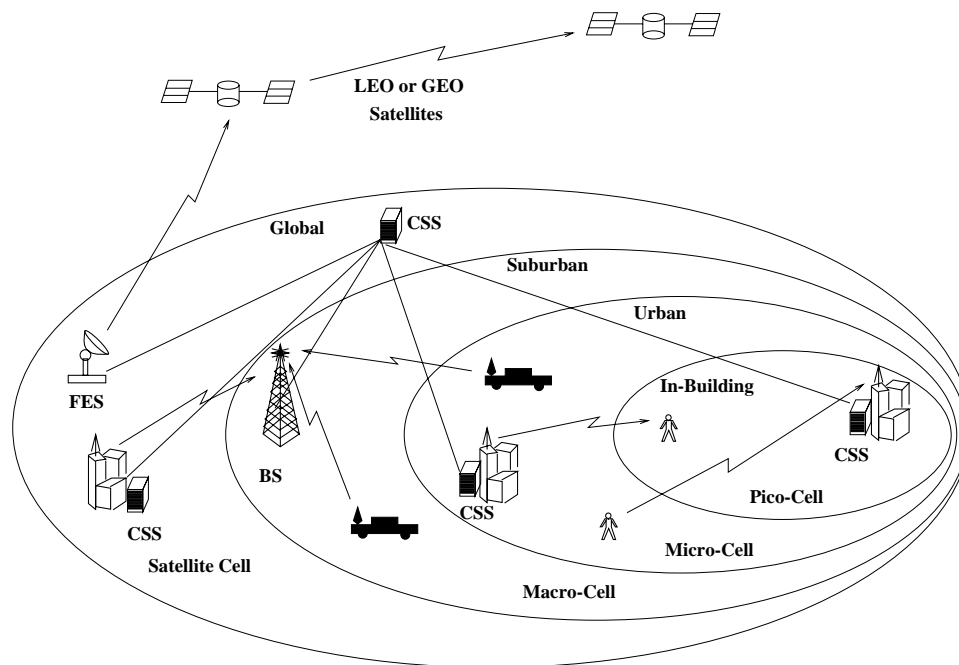 LEO or GEO
Satellites
Global
CSS
Suburban
Urban
In-Building
FES
BS
CSS
CSS
CSS
Pico-Cell
Micro-Cell
Satellite Cell
Macro-Cell